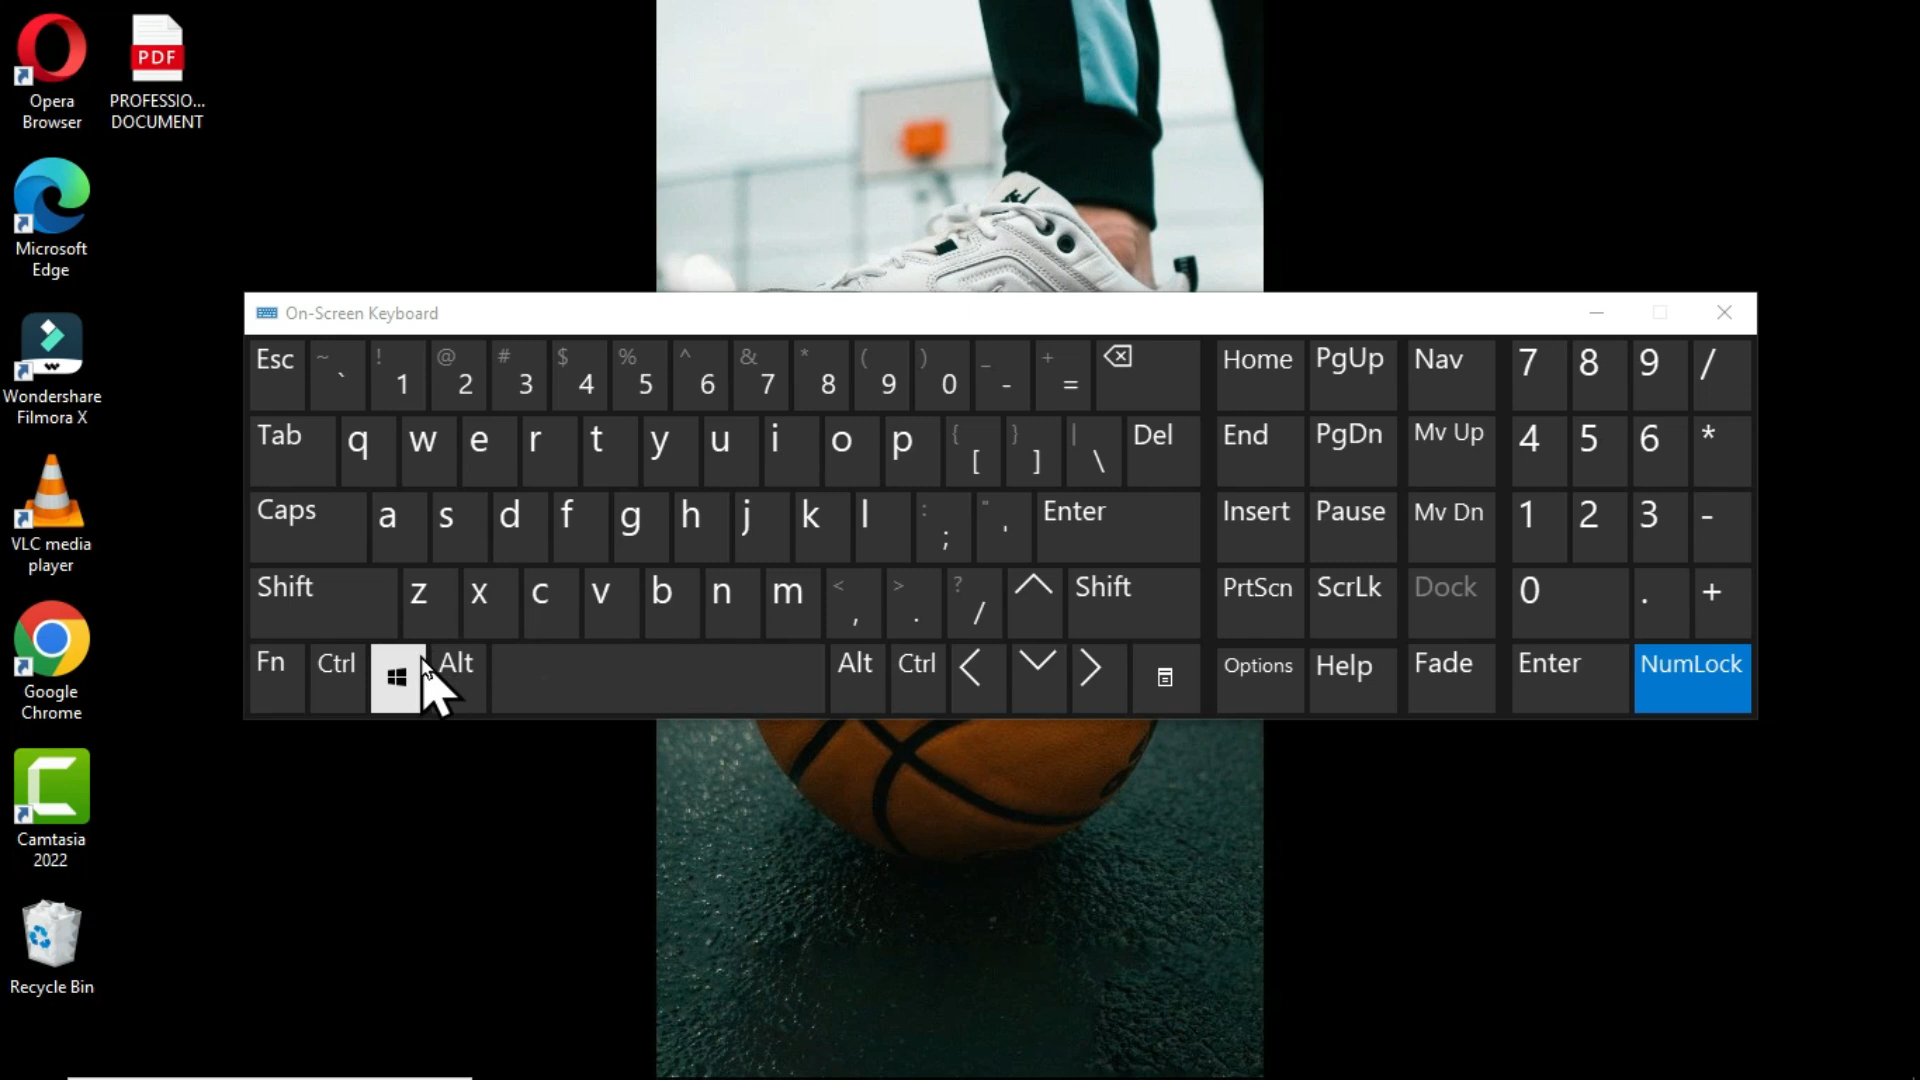 Opera
Browser
PROFESSIO...
DOCUMENT
PDF
Microsoft
Edge
Wondershare
Filmora X
VLC media
player
Google
Chrome
Camtasia
2022
Recycle Bin
On-Screen Keyboard
Esc ~ ` ! 1 @ 2 # 3 $ 4 % 5 ^ 6 & 7 * 8 ( 9 ) 0 _ - + = Home PgUp Nav 7 8 9 /
Tab q w e r t y u i o p { [ } ] | \ Del End PgDn Mv Up 4 5 6 *
Caps a s d f g h j k l : ; " ' Enter Insert Pause Mv Dn 1 2 3 -
Shift z x c v b n m < , > . ? / Shift PrtScn ScrLk Dock 0 . +
Fn Ctrl Alt Alt Ctrl Options Help Fade Enter NumLock